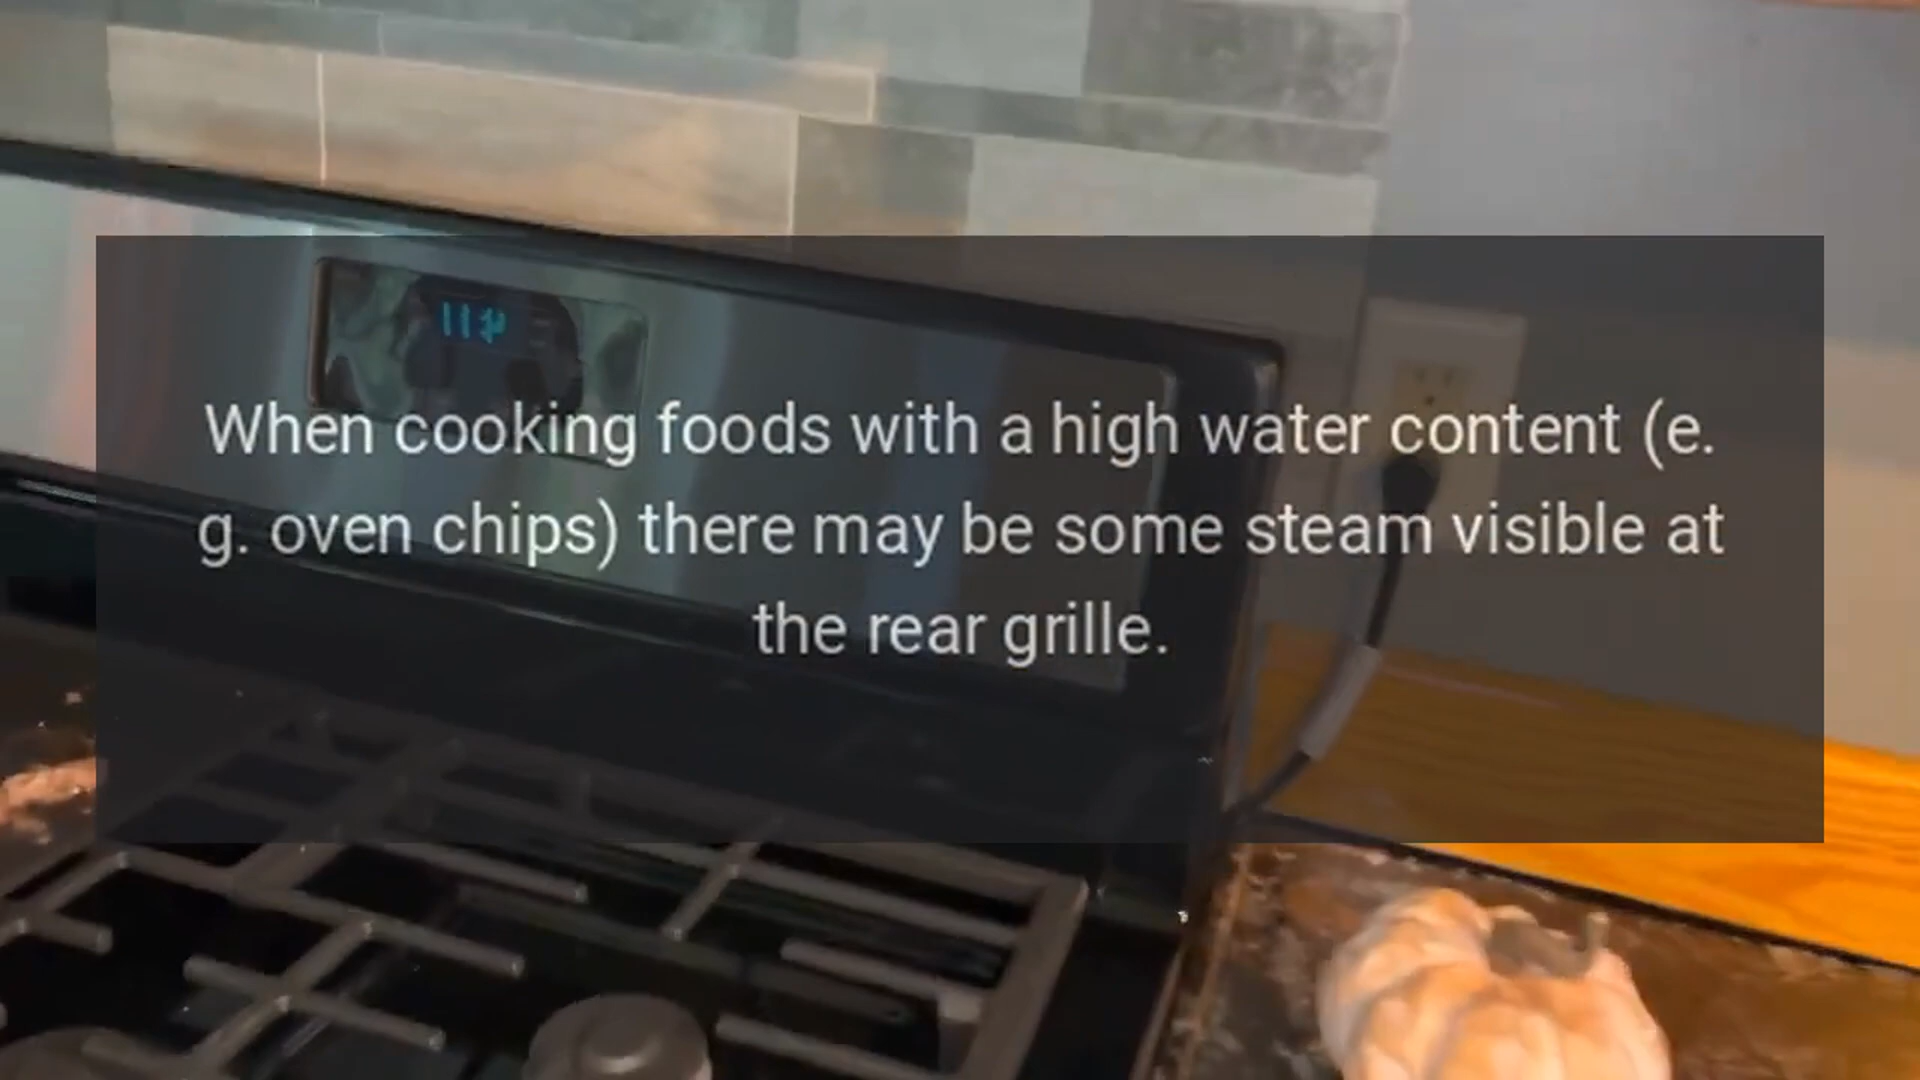 When cooking foods with a high water content (e.
g. oven chips) there may be some steam visible at
the rear grille.